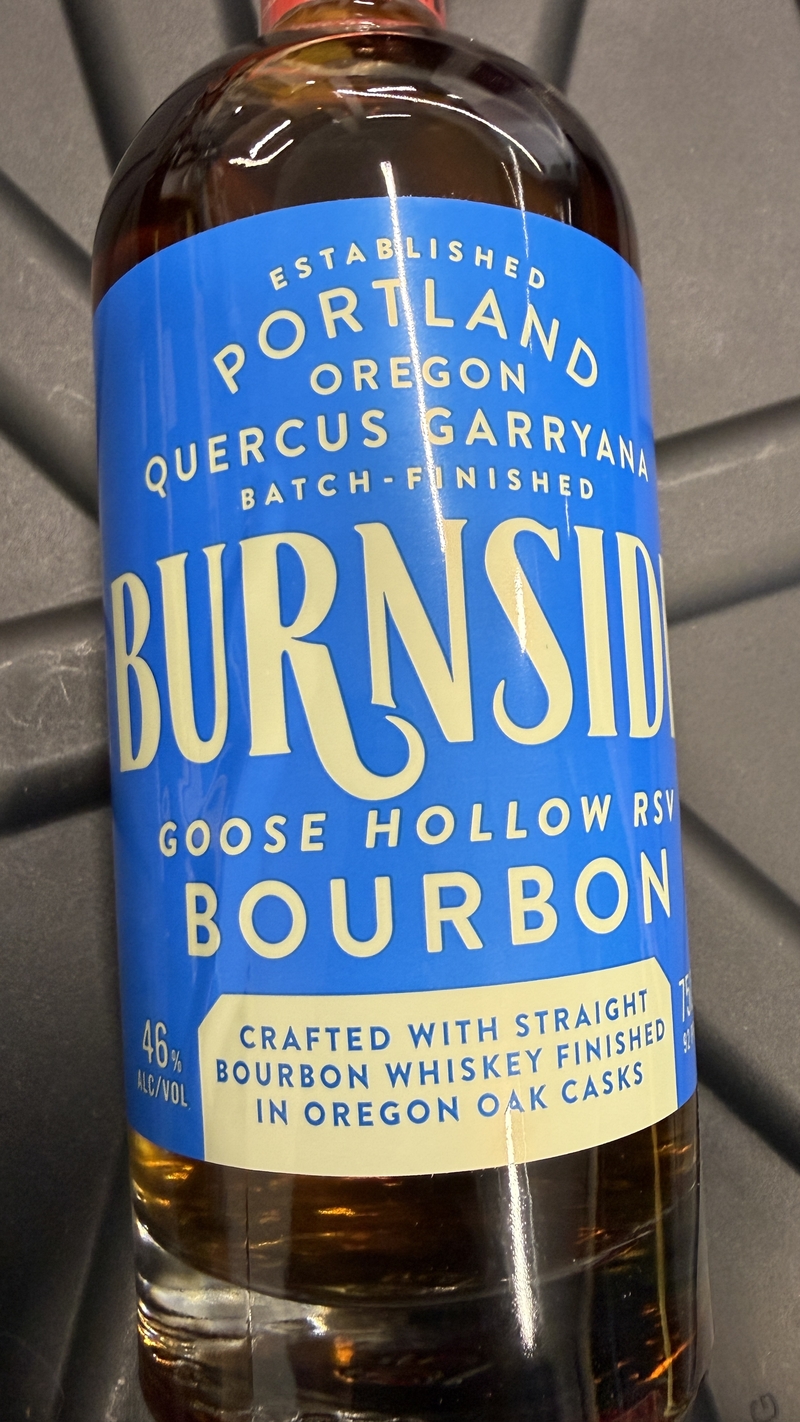 ESTABLISHED
PORTLAND
OREGON
QUERCUS GARRYANA
BATCH-FINISHED
BURNSID
GOOSE HOLLOW RSV
BOURBON
46%
ALC/VOL
CRAFTED WITH STRAIGHT
BOURBON WHISKEY FINISHED
IN OREGON OAK CASKS